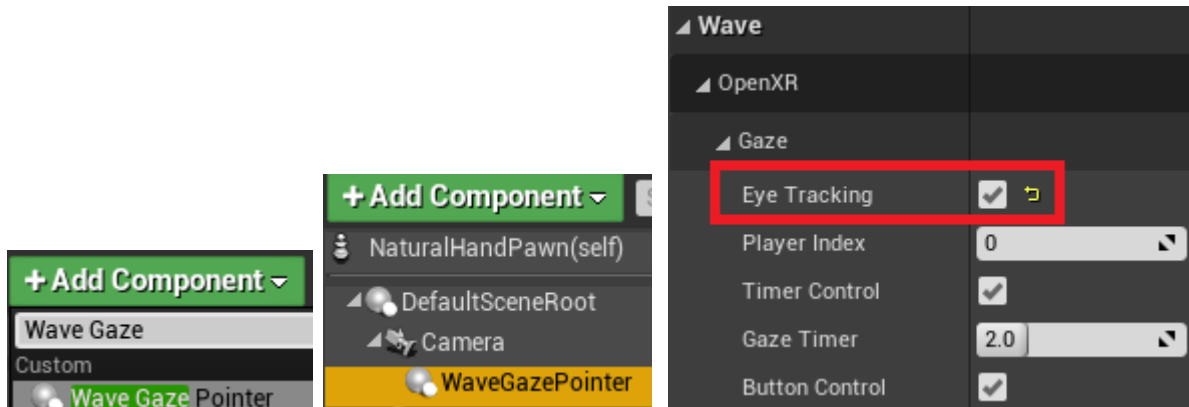 + Add Component
Wave Gaze
Custom
Wave Gaze Pointer
+ Add Component
NaturalHandPawn(self)
DefaultSceneRoot
Camera
WaveGazePointer
Wave
OpenXR
Gaze
Eye Tracking
Player Index 0
Timer Control
Gaze Timer 2.0
Button Control